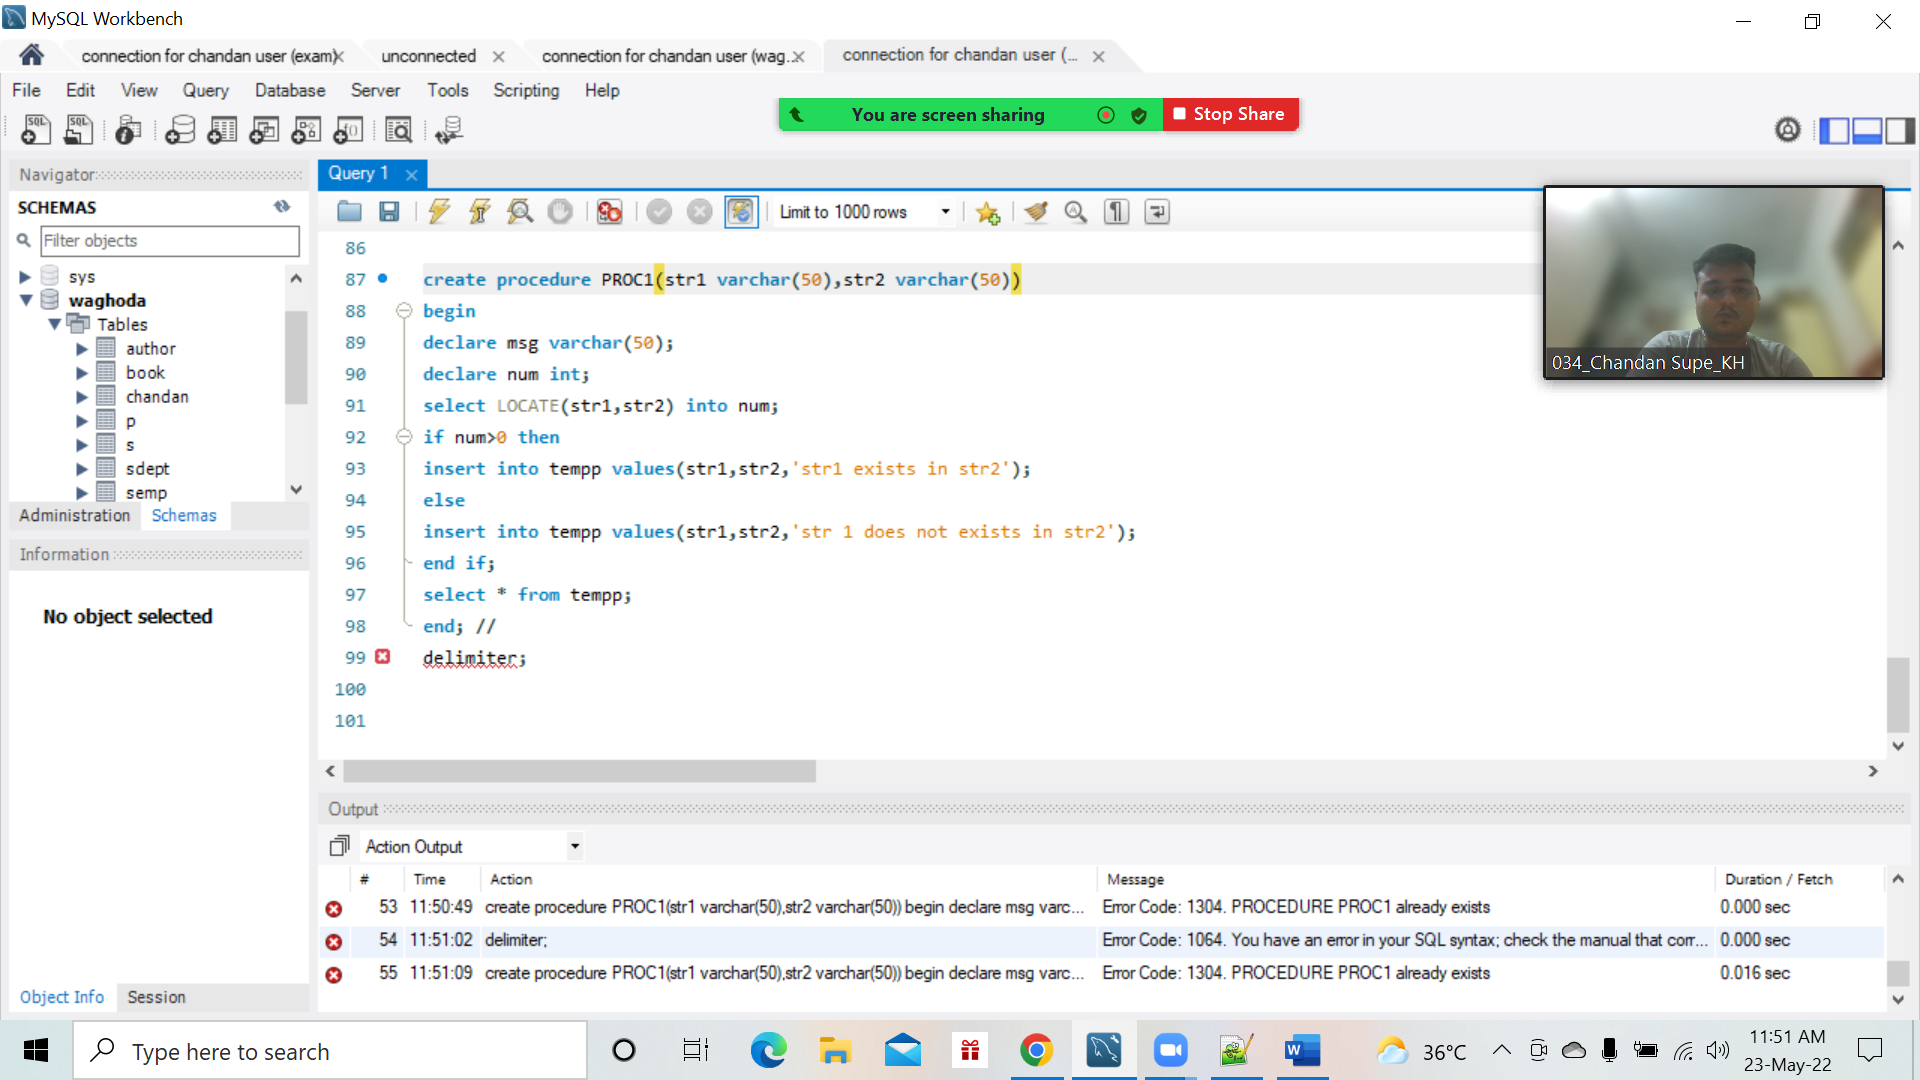 MySQL Workbench
connection for chandan user (exam)
unconnected
connection for chandan user (wag...
connection for chandan user (...
File Edit View Query Database Server Tools Scripting Help
You are screen sharing
Stop Share
Navigator
SCHEMAS
Filter objects
sys
waghoda
Tables
author
book
chandan
p
s
sdept
semp
Administration Schemas
Information
No object selected
Object Info Session
Query 1
Limit to 1000 rows
86
87 create procedure PROC1(str1 varchar(50),str2 varchar(50))
88 begin
89 declare msg varchar(50);
90 declare num int;
91 select LOCATE(str1,str2) into num;
92 if num>0 then
93 insert into tempp values(str1,str2,'str1 exists in str2');
94 else
95 insert into tempp values(str1,str2,'str 1 does not exists in str2');
96 end if;
97 select * from tempp;
98 end; //
99 delimiter;
100
101
034_Chandan Supe_KH
Output
Action Output
# Time Action Message Duration / Fetch
53 11:50:49 create procedure PROC1(str1 varchar(50),str2 varchar(50)) begin declare msg varc... Error Code: 1304. PROCEDURE PROC1 already exists 0.000 sec
54 11:51:02 delimiter; Error Code: 1064. You have an error in your SQL syntax; check the manual that corr... 0.000 sec
55 11:51:09 create procedure PROC1(str1 varchar(50),str2 varchar(50)) begin declare msg varc... Error Code: 1304. PROCEDURE PROC1 already exists 0.016 sec
Type here to search
36°C
11:51 AM
23-May-22